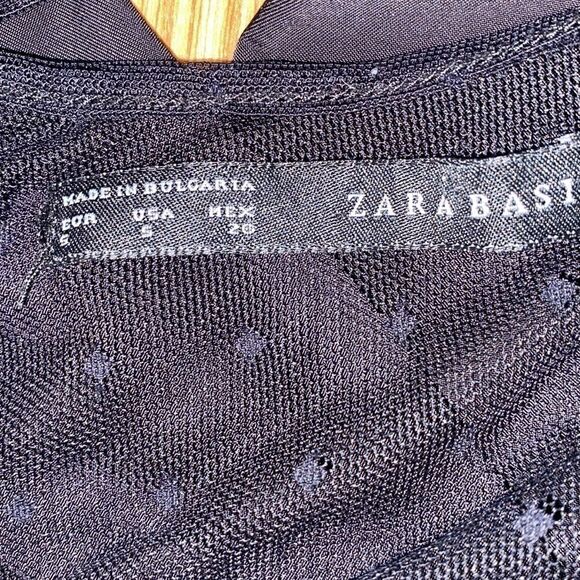 MADE IN BULGARIA
EUR USA MEX
S S 26
ZARA BASI